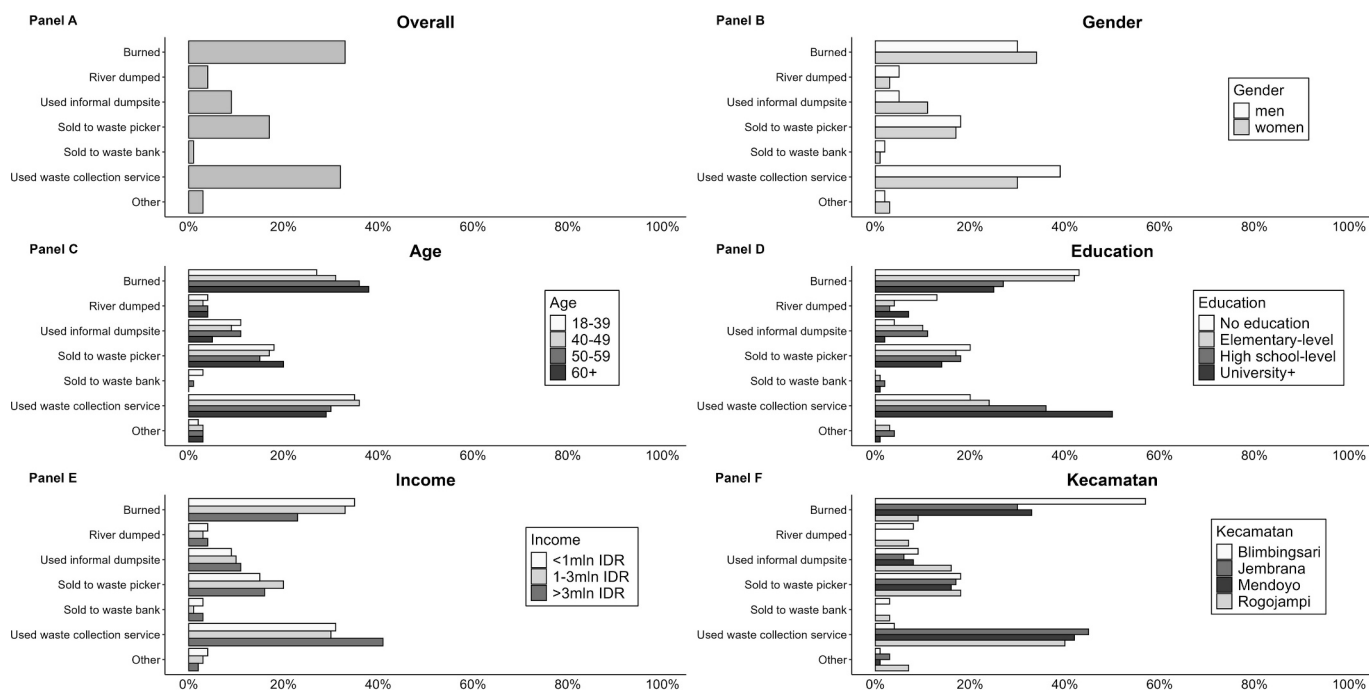 Panel A
Overall
Burned
River dumped
Used informal dumpsite
Sold to waste picker
Sold to waste bank
Used waste collection service
Other
0% 20% 40% 60% 80% 100%
Panel B
Gender
Burned
River dumped
Used informal dumpsite
Sold to waste picker
Sold to waste bank
Used waste collection service
Other
0% 20% 40% 60% 80% 100%
Gender
men
women
Panel C
Age
Burned
River dumped
Used informal dumpsite
Sold to waste picker
Sold to waste bank
Used waste collection service
Other
0% 20% 40% 60% 80% 100%
Age
18-39
40-49
50-59
60+
Panel D
Education
Burned
River dumped
Used informal dumpsite
Sold to waste picker
Sold to waste bank
Used waste collection service
Other
0% 20% 40% 60% 80% 100%
Education
No education
Elementary-level
High school-level
University+
Panel E
Income
Burned
River dumped
Used informal dumpsite
Sold to waste picker
Sold to waste bank
Used waste collection service
Other
0% 20% 40% 60% 80% 100%
Income
<1mln IDR
1-3mln IDR
>3mln IDR
Panel F
Kecamatan
Burned
River dumped
Used informal dumpsite
Sold to waste picker
Sold to waste bank
Used waste collection service
Other
0% 20% 40% 60% 80% 100%
Kecamatan
Blimbingsari
Jembrana
Mendoyo
Rogojampi